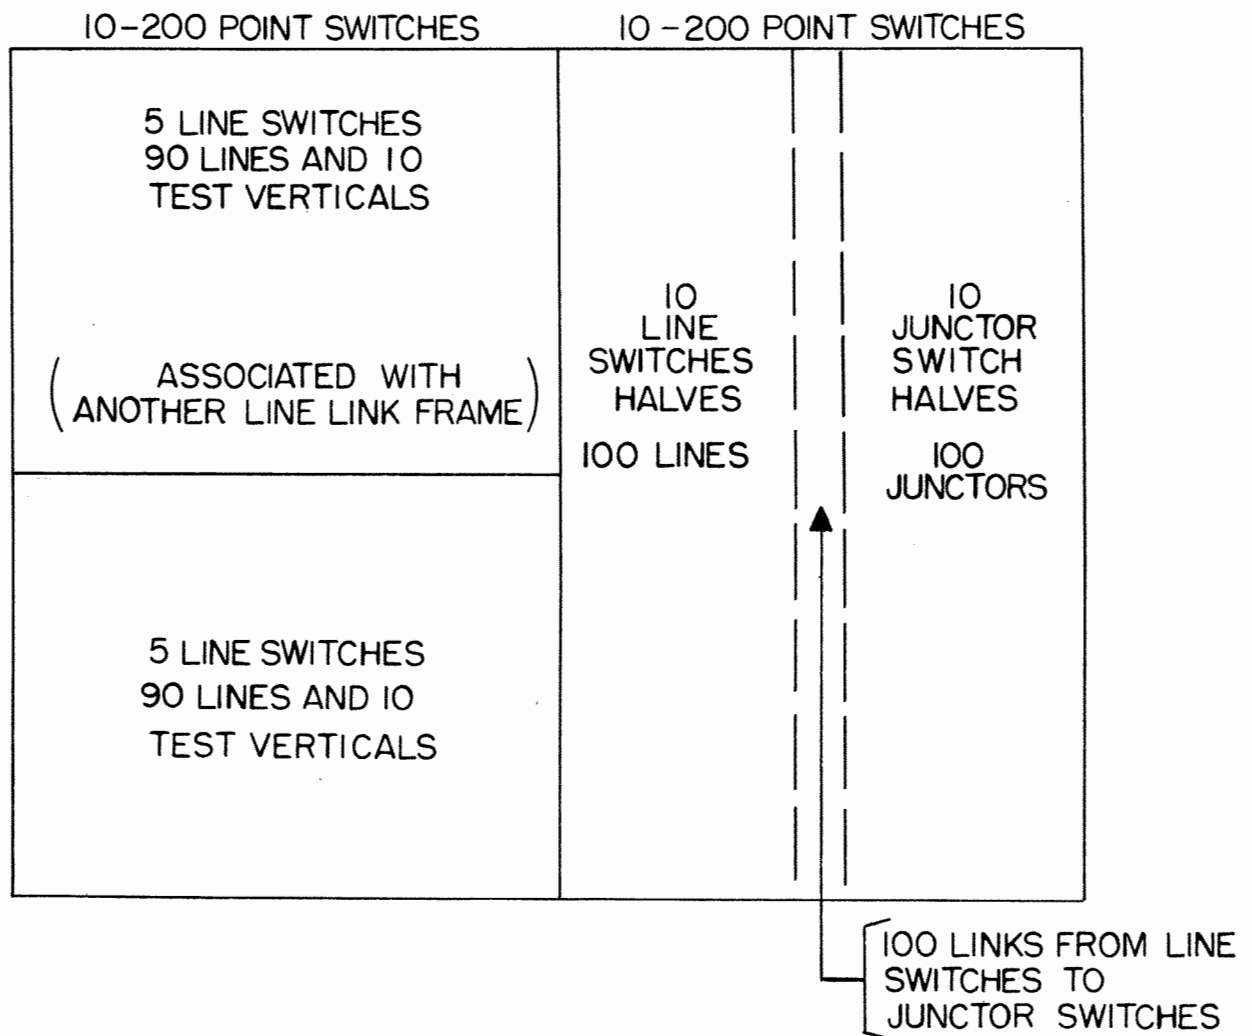 10-200 POINT SWITCHES
10-200 POINT SWITCHES
5 LINE SWITCHES
90 LINES AND 10
TEST VERTICALS
(ASSOCIATED WITH
ANOTHER LINE LINK FRAME)
5 LINE SWITCHES
90 LINES AND 10
TEST VERTICALS
10
LINE
SWITCHES
HALVES
100 LINES
10
JUNCTOR
SWITCH
HALVES
100
JUNCTORS
100 LINKS FROM LINE
SWITCHES TO
JUNCTOR SWITCHES